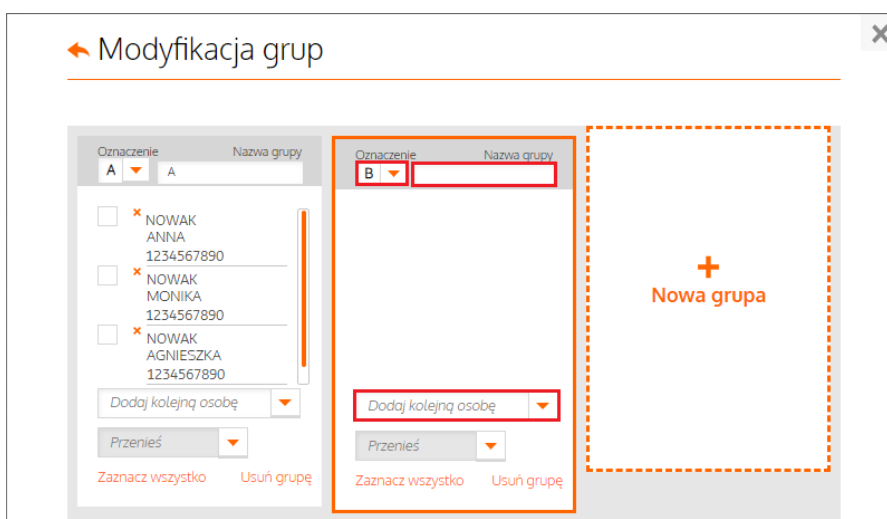 Modyfikacja grup
Oznaczenie Nazwa grupy
A A
NOWAK
ANNA
1234567890
NOWAK
MONIKA
1234567890
NOWAK
AGNIESZKA
1234567890
Dodaj kolejną osobę
Przenieś
Zaznacz wszystko Usuń grupę
Oznaczenie Nazwa grupy
B
Dodaj kolejną osobę
Przenieś
Zaznacz wszystko Usuń grupę
+
Nowa grupa